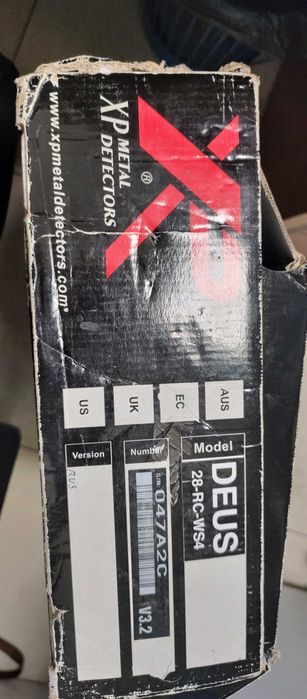 XP
XP METAL
DETECTORS®
www.xpmetaldetectors.com
AUS
EC
UK
US
Model
DEUS
28-RC-WS4
Number
S/N: 047A2C
V3.2
Version
RUS